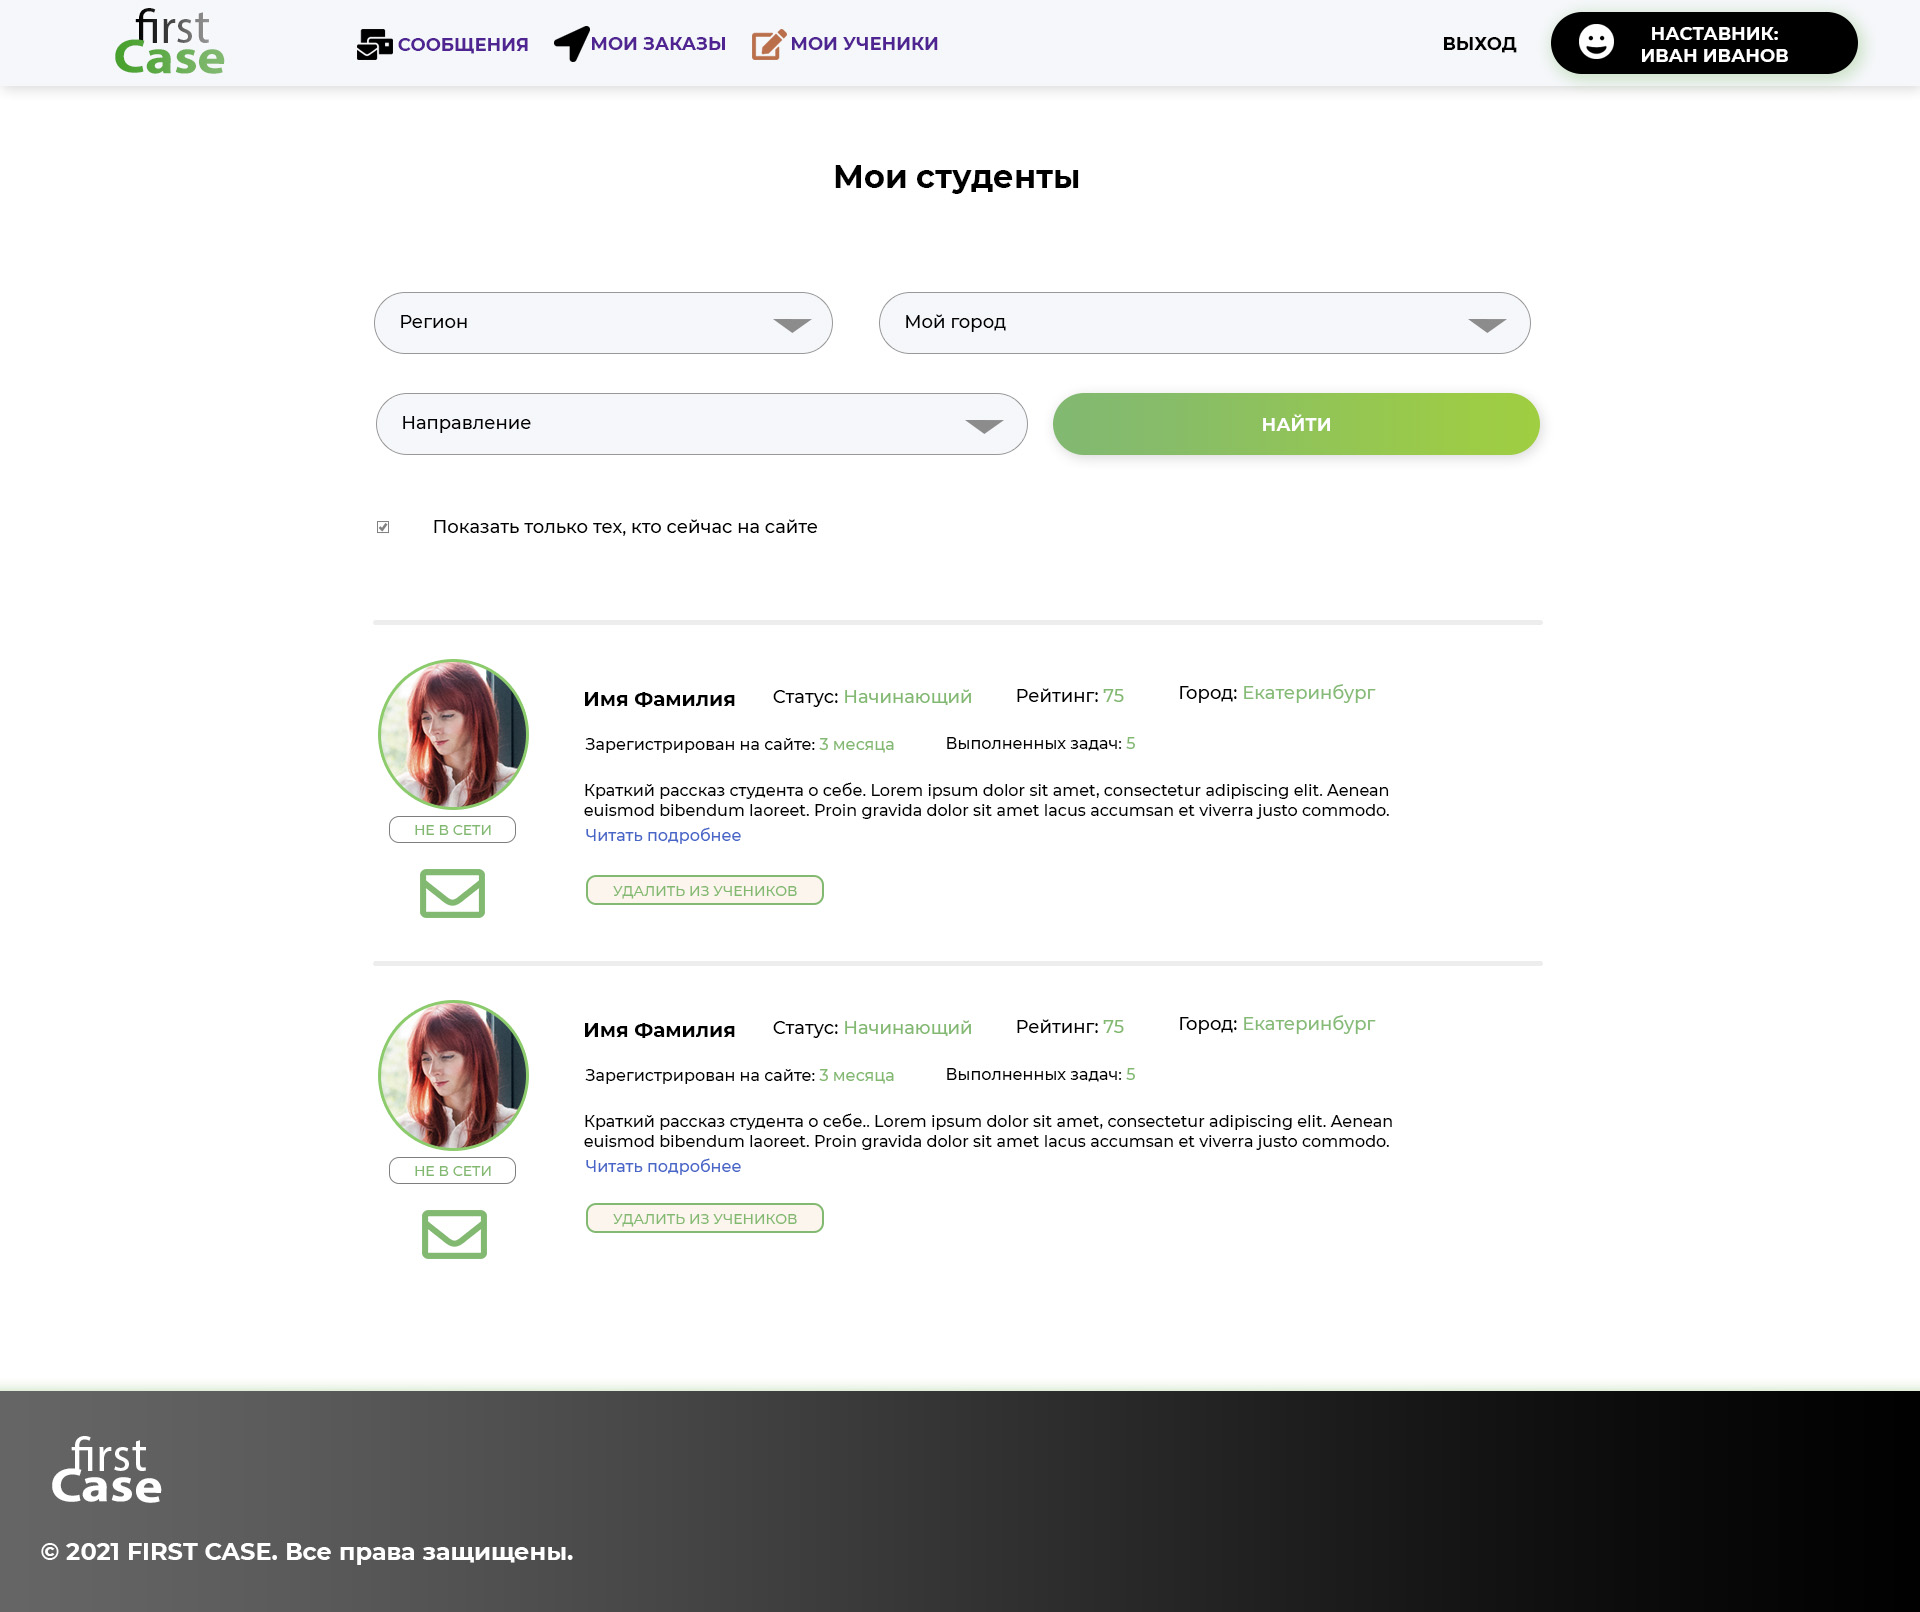 first
Case
СООБЩЕНИЯ
МОИ ЗАКАЗЫ
МОИ УЧЕНИКИ
ВЫХОД
НАСТАВНИК:
ИВАН ИВАНОВ
Мои студенты
Регион
Мой город
Направление
НАЙТИ
Показать только тех, кто сейчас на сайте
Имя Фамилия Статус: Начинающий Рейтинг: 75 Город: Екатеринбург
Зарегистрирован на сайте: 3 месяца Выполненных задач: 5
Краткий рассказ студента о себе. Lorem ipsum dolor sit amet, consectetur adipiscing elit. Aenean
euismod bibendum laoreet. Proin gravida dolor sit amet lacus accumsan et viverra justo commodo.
Читать подробнее
НЕ В СЕТИ
УДАЛИТЬ ИЗ УЧЕНИКОВ
Имя Фамилия Статус: Начинающий Рейтинг: 75 Город: Екатеринбург
Зарегистрирован на сайте: 3 месяца Выполненных задач: 5
Краткий рассказ студента о себе.. Lorem ipsum dolor sit amet, consectetur adipiscing elit. Aenean
euismod bibendum laoreet. Proin gravida dolor sit amet lacus accumsan et viverra justo commodo.
Читать подробнее
НЕ В СЕТИ
УДАЛИТЬ ИЗ УЧЕНИКОВ
first
Case
© 2021 FIRST CASE. Все права защищены.